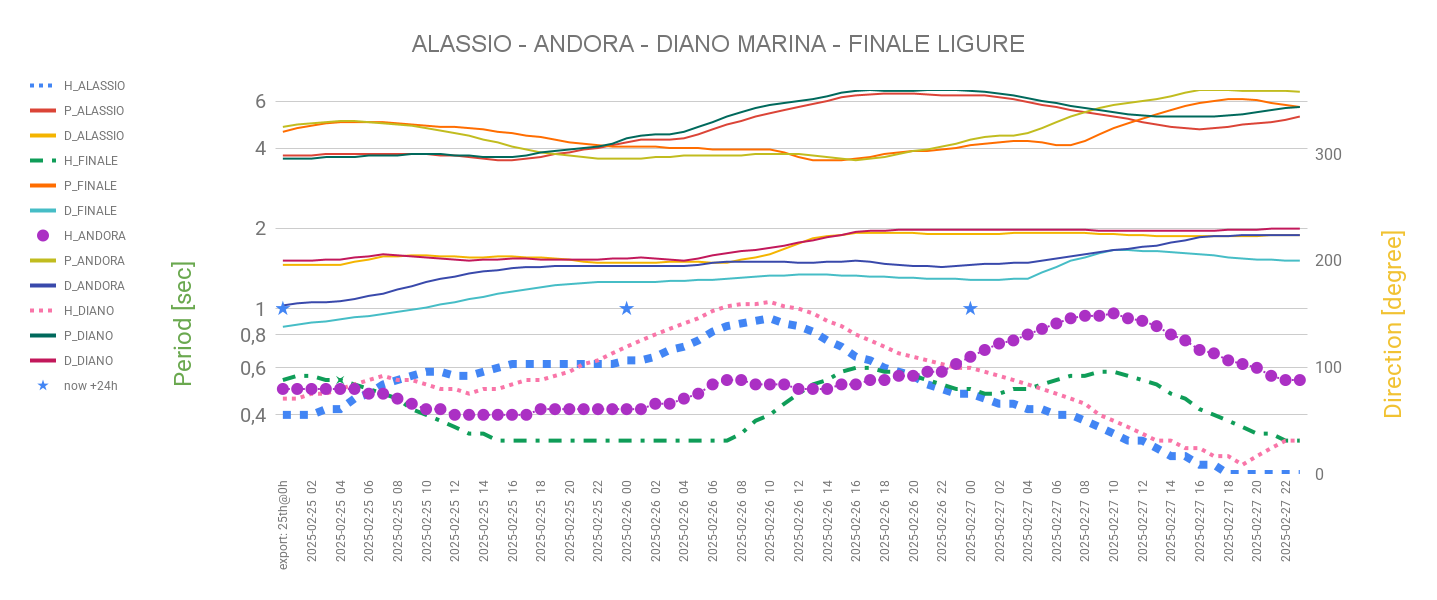 ALASSIO - ANDORA - DIANO MARINA - FINALE LIGURE
H_ALASSIO
P_ALASSIO
D_ALASSIO
H_FINALE
P_FINALE
D_FINALE
H_ANDORA
P_ANDORA
D_ANDORA
H_DIANO
P_DIANO
D_DIANO
now +24h
Period [sec]
6
4
2
1
0,8
0,6
0,4
300
200
100
0
Direction [degree]
export: 25th@0h
2025-02-25 02
2025-02-25 04
2025-02-25 06
2025-02-25 08
2025-02-25 10
2025-02-25 12
2025-02-25 14
2025-02-25 16
2025-02-25 18
2025-02-25 20
2025-02-25 22
2025-02-26 00
2025-02-26 02
2025-02-26 04
2025-02-26 06
2025-02-26 08
2025-02-26 10
2025-02-26 12
2025-02-26 14
2025-02-26 16
2025-02-26 18
2025-02-26 20
2025-02-26 22
2025-02-27 00
2025-02-27 02
2025-02-27 04
2025-02-27 06
2025-02-27 08
2025-02-27 10
2025-02-27 12
2025-02-27 14
2025-02-27 16
2025-02-27 18
2025-02-27 20
2025-02-27 22